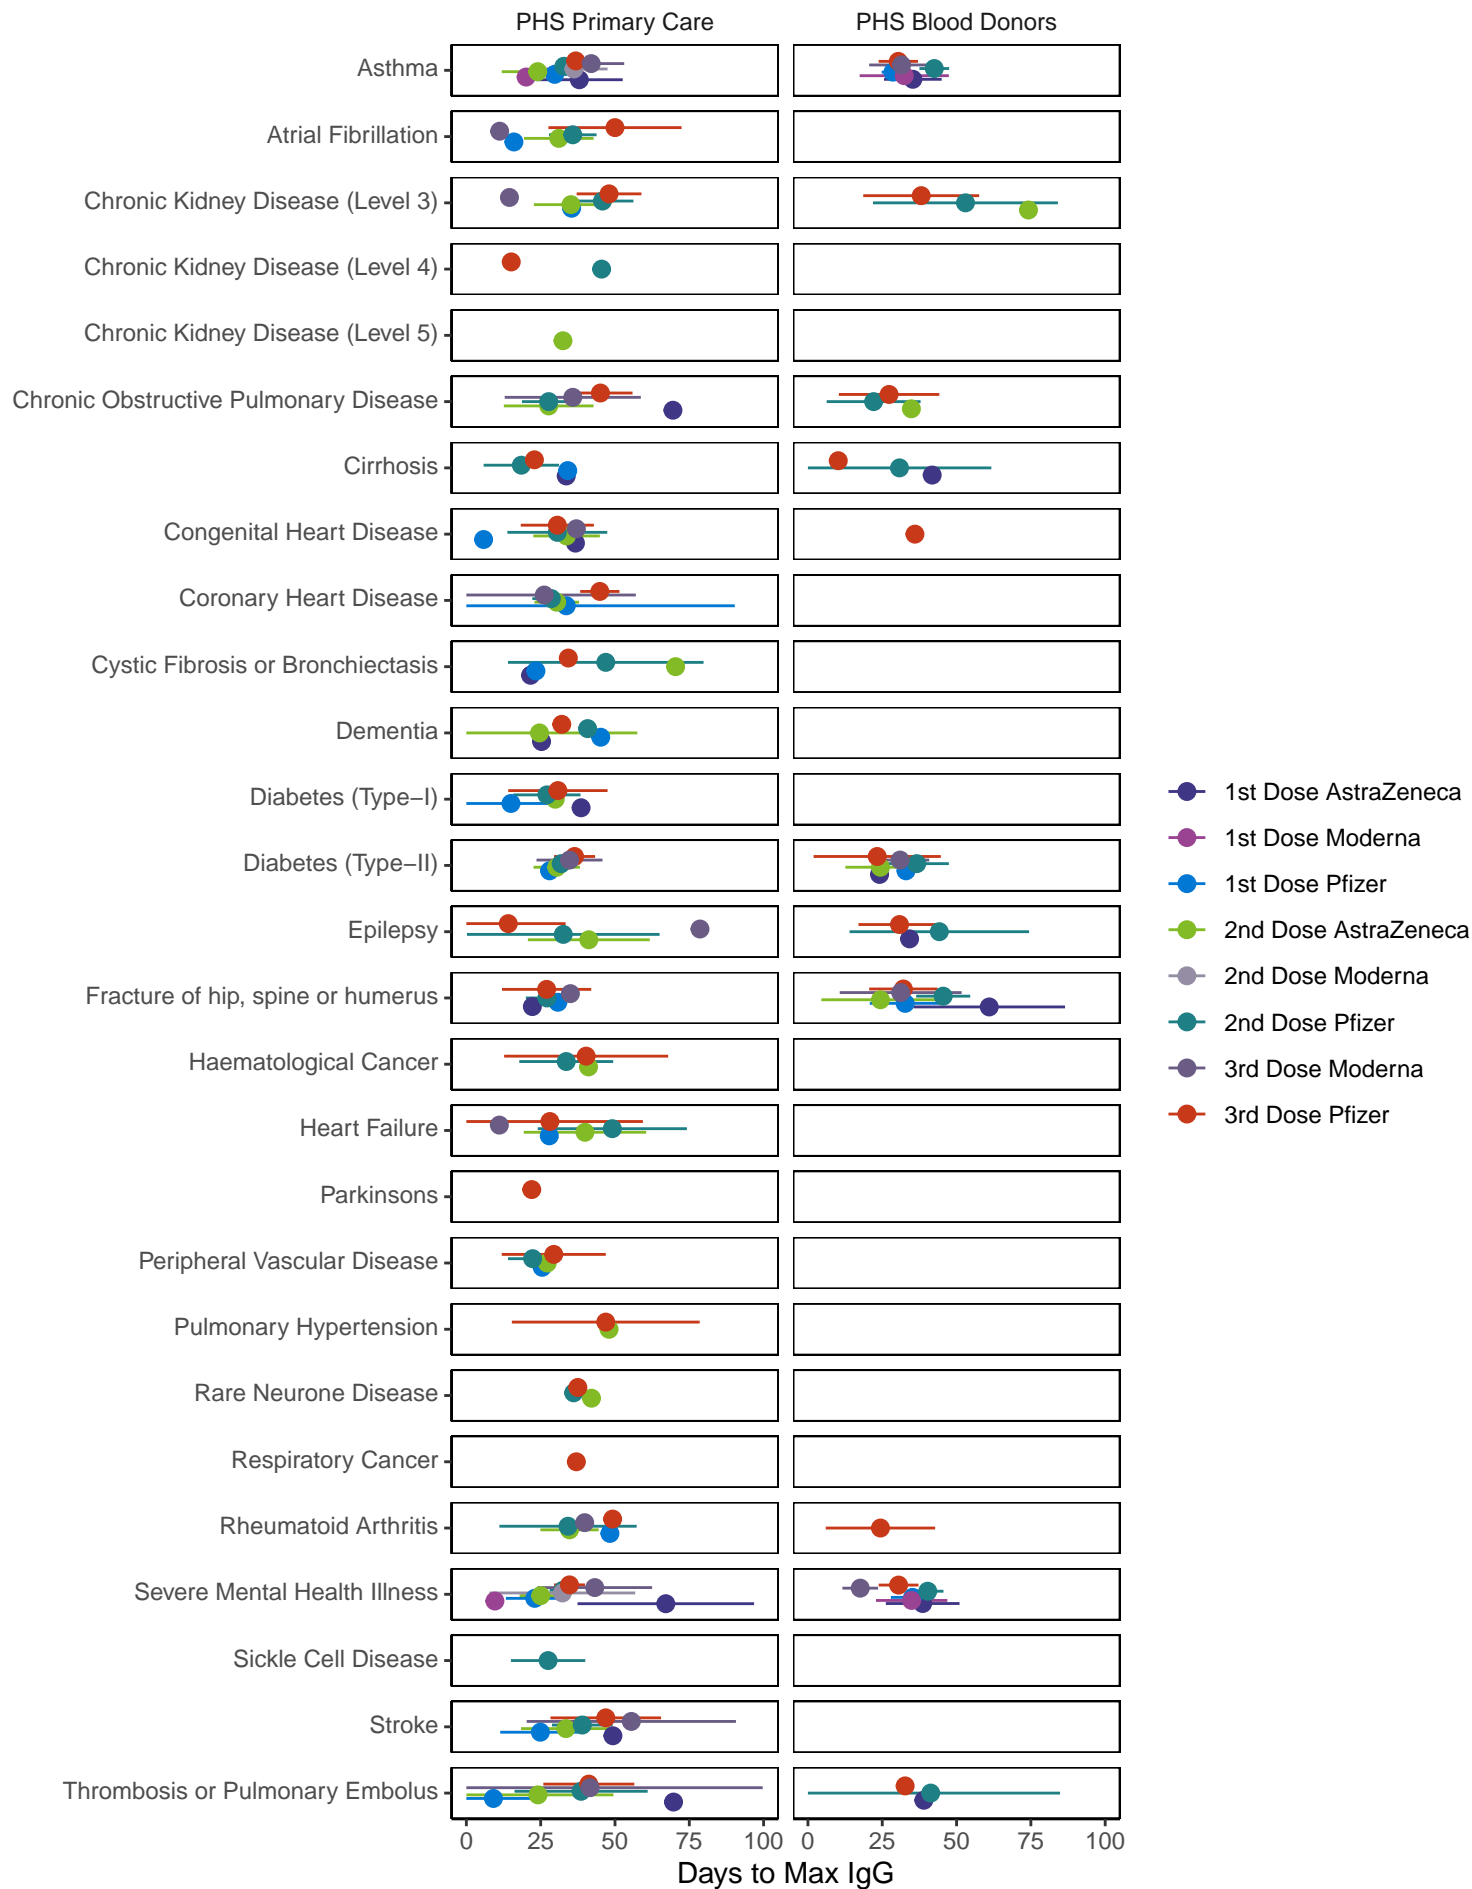 PHS Primary Care
PHS Blood Donors
Asthma
Atrial Fibrillation
Chronic Kidney Disease (Level 3)
Chronic Kidney Disease (Level 4)
Chronic Kidney Disease (Level 5)
Chronic Obstructive Pulmonary Disease
Cirrhosis
Congenital Heart Disease
Coronary Heart Disease
Cystic Fibrosis or Bronchiectasis
Dementia
Diabetes (Type−I)
Diabetes (Type−II)
Epilepsy
Fracture of hip, spine or humerus
Haematological Cancer
Heart Failure
Parkinsons
Peripheral Vascular Disease
Pulmonary Hypertension
Rare Neurone Disease
Respiratory Cancer
Rheumatoid Arthritis
Severe Mental Health Illness
Sickle Cell Disease
Stroke
Thrombosis or Pulmonary Embolus
0 25 50 75 100
0 25 50 75 100
Days to Max IgG
1st Dose AstraZeneca
1st Dose Moderna
1st Dose Pfizer
2nd Dose AstraZeneca
2nd Dose Moderna
2nd Dose Pfizer
3rd Dose Moderna
3rd Dose Pfizer